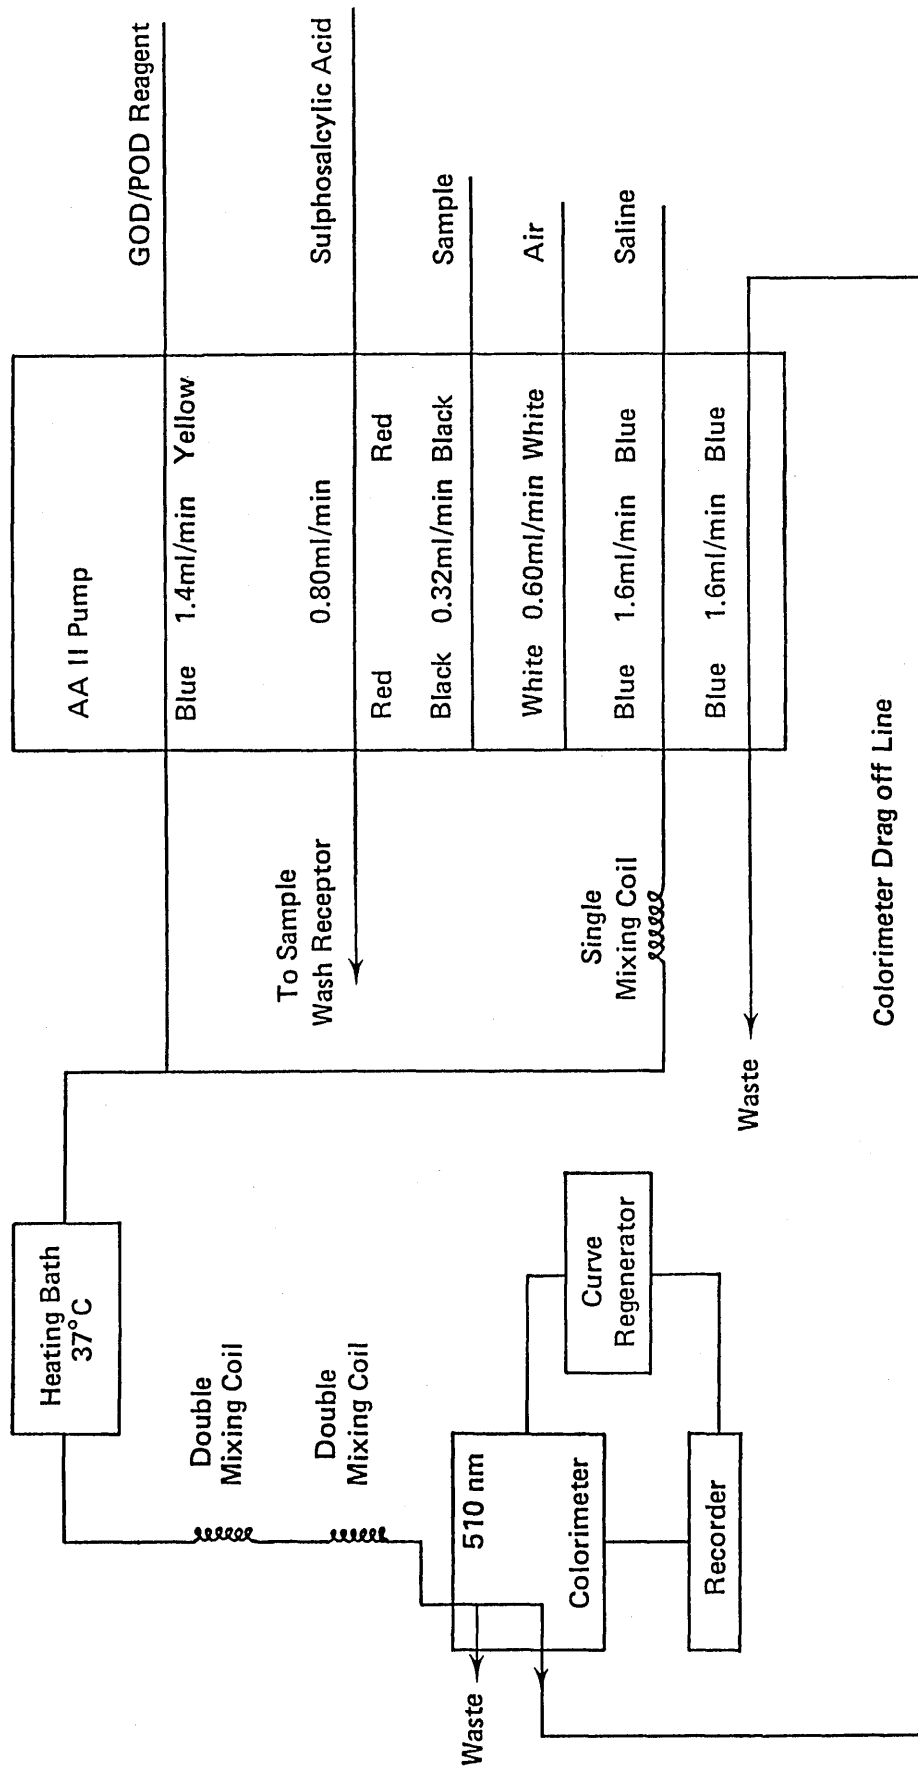 Heating Bath
37°C
Double
Mixing Coil
Double
Mixing Coil
510 nm
Colorimeter
Waste
Curve
Regenerator
Recorder
AA II Pump
Blue 1.4ml/min Yellow
GOD/POD Reagent
To Sample
Wash Receptor
0.80ml/min
Red Red
Sulphosalcylic Acid
Black 0.32ml/min Black
Sample
White 0.60ml/min White
Air
Single
Mixing Coil
Blue 1.6ml/min Blue
Saline
Blue 1.6ml/min Blue
Waste
Colorimeter Drag off Line